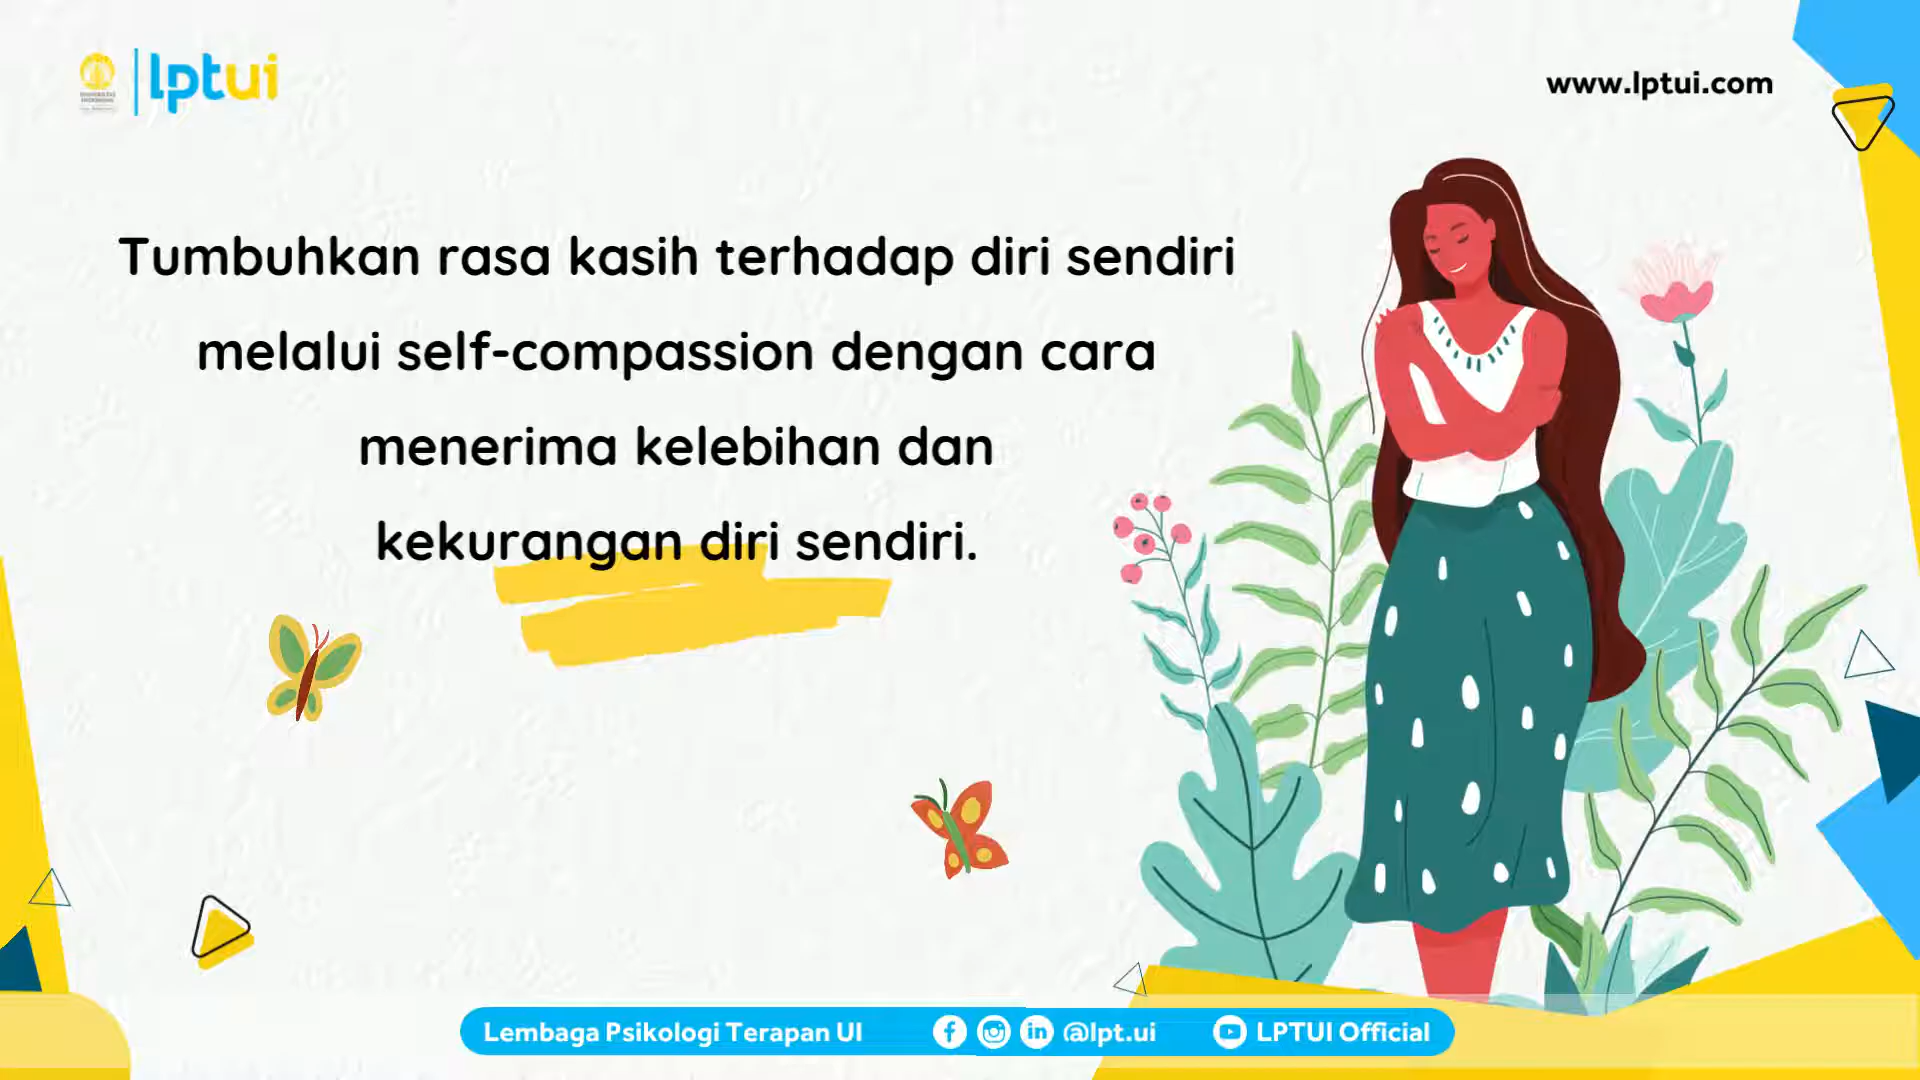 lptui
www.lptui.com
Tumbuhkan rasa kasih terhadap diri sendiri
melalui self-compassion dengan cara
menerima kelebihan dan
kekurangan diri sendiri.
Lembaga Psikologi Terapan UI
@lpt.ui
LPTUI Official